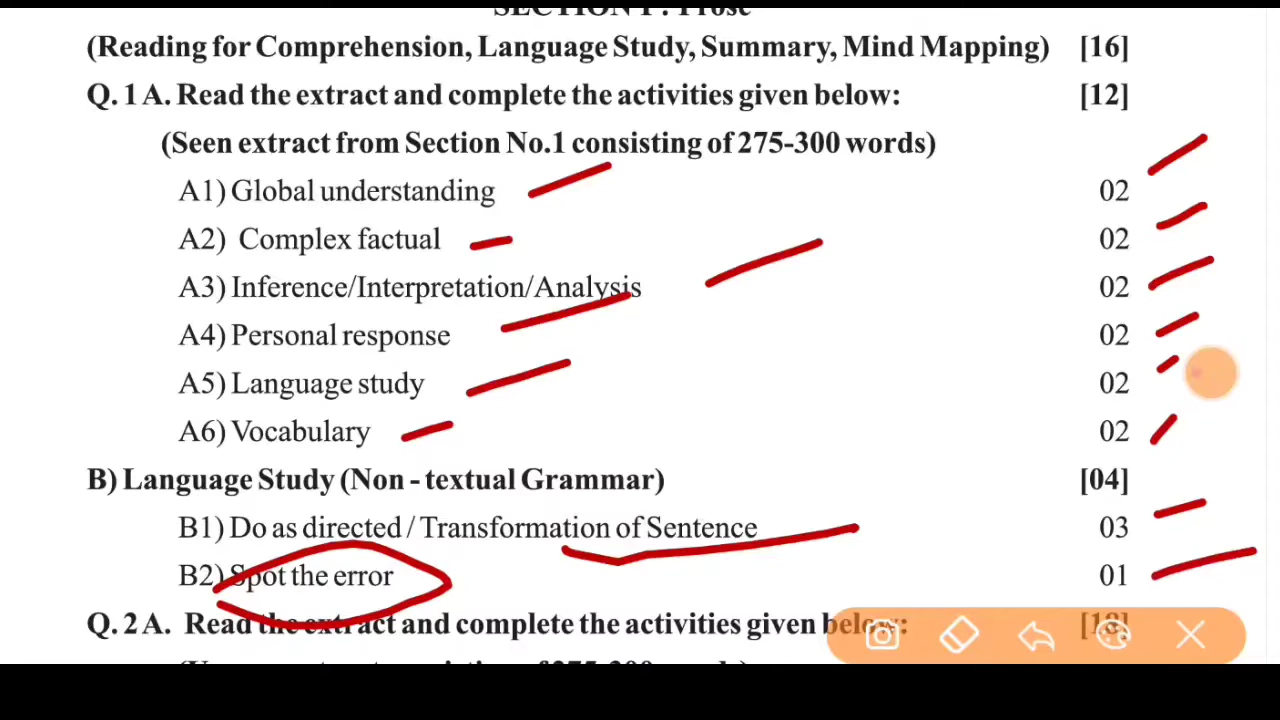 (Reading for Comprehension, Language Study, Summary, Mind Mapping) [16]
Q. 1 A. Read the extract and complete the activities given below: [12]
(Seen extract from Section No.1 consisting of 275-300 words)
A1) Global understanding 02
A2) Complex factual 02
A3) Inference/Interpretation/Analysis 02
A4) Personal response 02
A5) Language study 02
A6) Vocabulary 02
B) Language Study (Non - textual Grammar) [04]
B1) Do as directed / Transformation of Sentence 03
B2) Spot the error 01
Q. 2 A. Read the extract and complete the activities given below: [18]